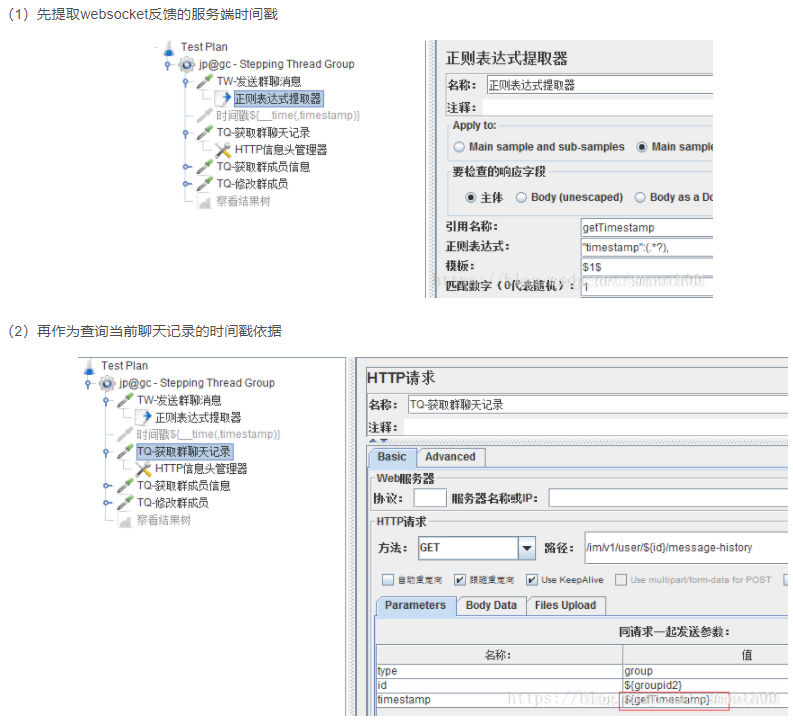 （1）先提取websocket反馈的服务端时间戳
Test Plan
jp@gc - Stepping Thread Group
TW-发送群聊消息
正则表达式提取器
时间戳${__time(,timestamp)}
TQ-获取群聊天记录
HTTP信息头管理器
TQ-获取群成员信息
TQ-修改群成员
察看结果树
正则表达式提取器
名称： 正则表达式提取器
注释：
Apply to:
Main sample and sub-samples Main sample
要检查的响应字段
主体 Body (unescaped) Body as a Do
引用名称： getTimestamp
正则表达式： "timestamp":(.*?),
模板： $1$
匹配数字（0代表随机）： 1
（2）再作为查询当前聊天记录的时间戳依据
Test Plan
jp@gc - Stepping Thread Group
TW-发送群聊消息
正则表达式提取器
时间戳${__time(,timestamp)}
TQ-获取群聊天记录
HTTP信息头管理器
TQ-获取群成员信息
TQ-修改群成员
察看结果树
HTTP请求
名称： TQ-获取群聊天记录
注释：
Basic Advanced
Web服务器
协议： 服务器名称或IP：
HTTP请求
方法： GET 路径： /im/v1/user/${id}/message-history
自动重定向 跟随重定向 Use KeepAlive Use multipart/form-data for POST
Parameters Body Data Files Upload
同请求一起发送参数：
名称： 值
type group
id ${groupid2}
timestamp ${getTimestamp}